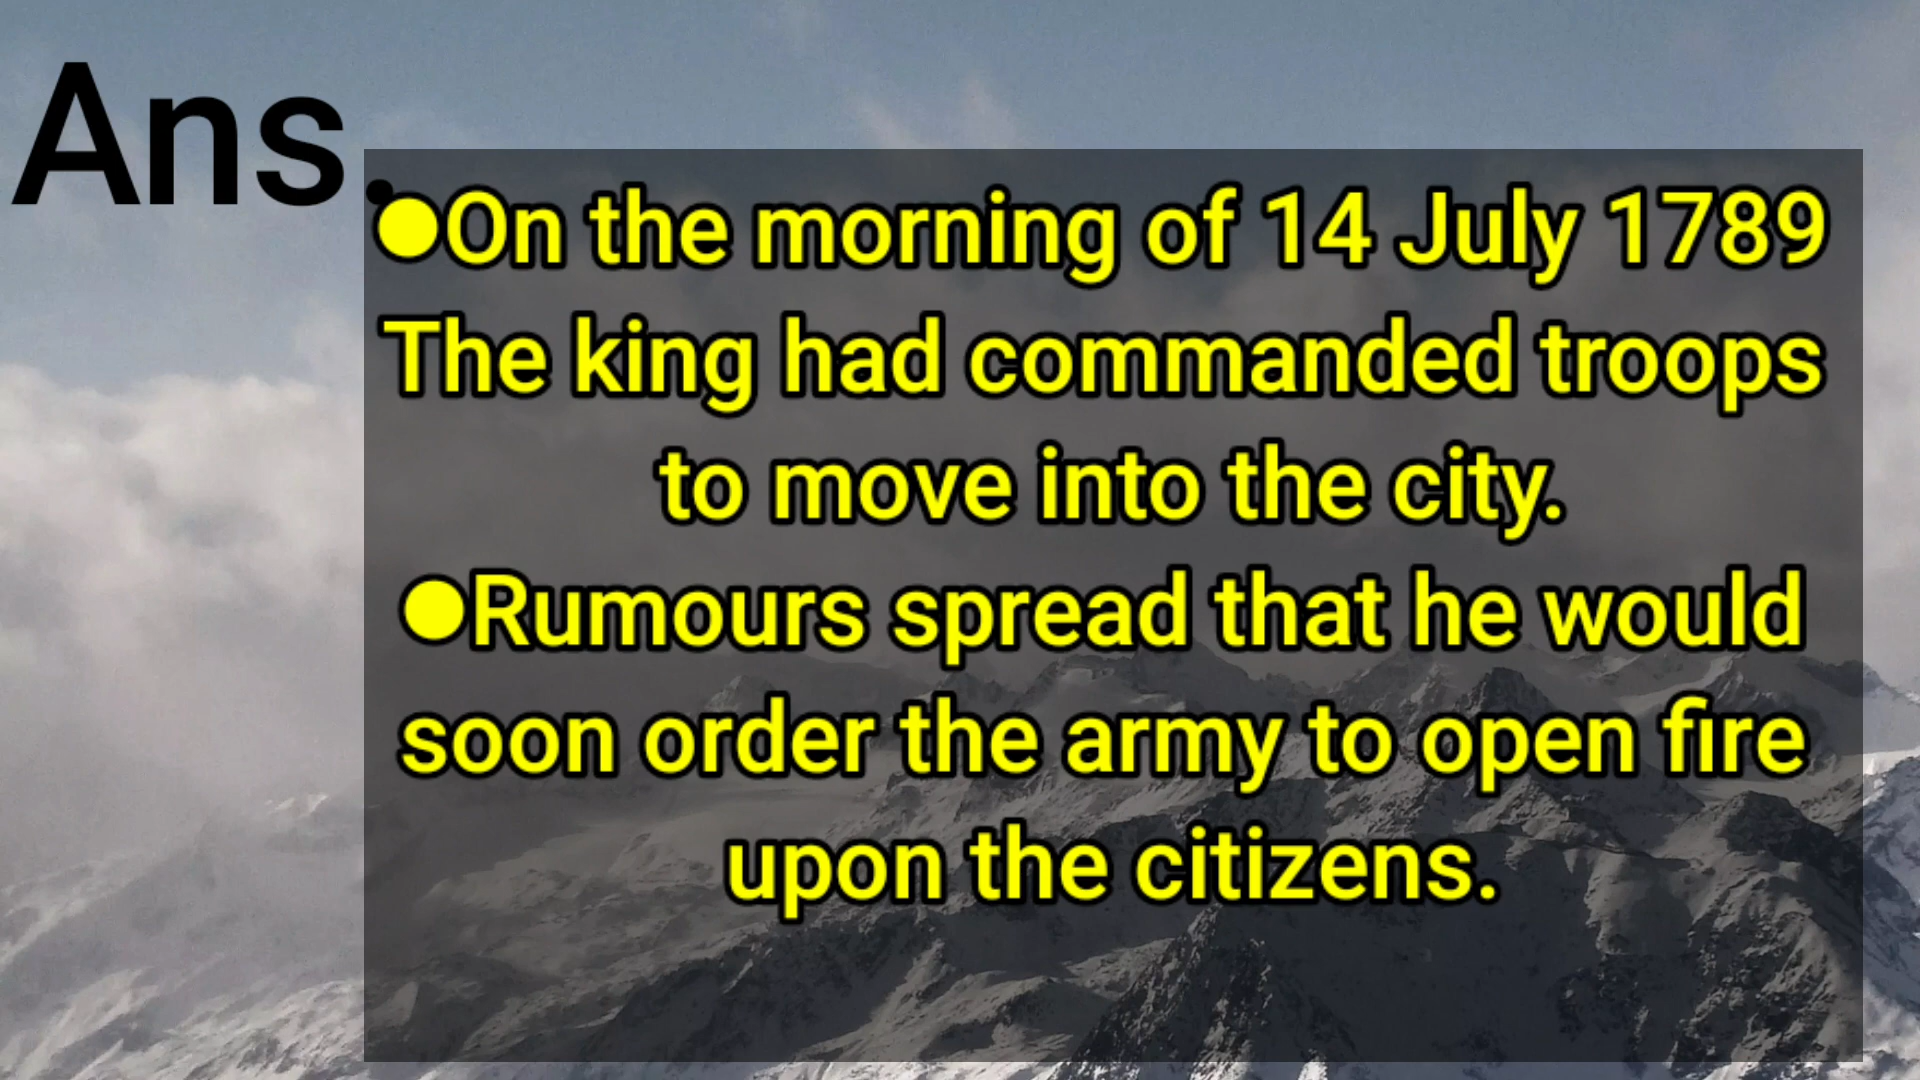 Ans.
●On the morning of 14 July 1789
The king had commanded troops
to move into the city.
●Rumours spread that he would
soon order the army to open fire
upon the citizens.